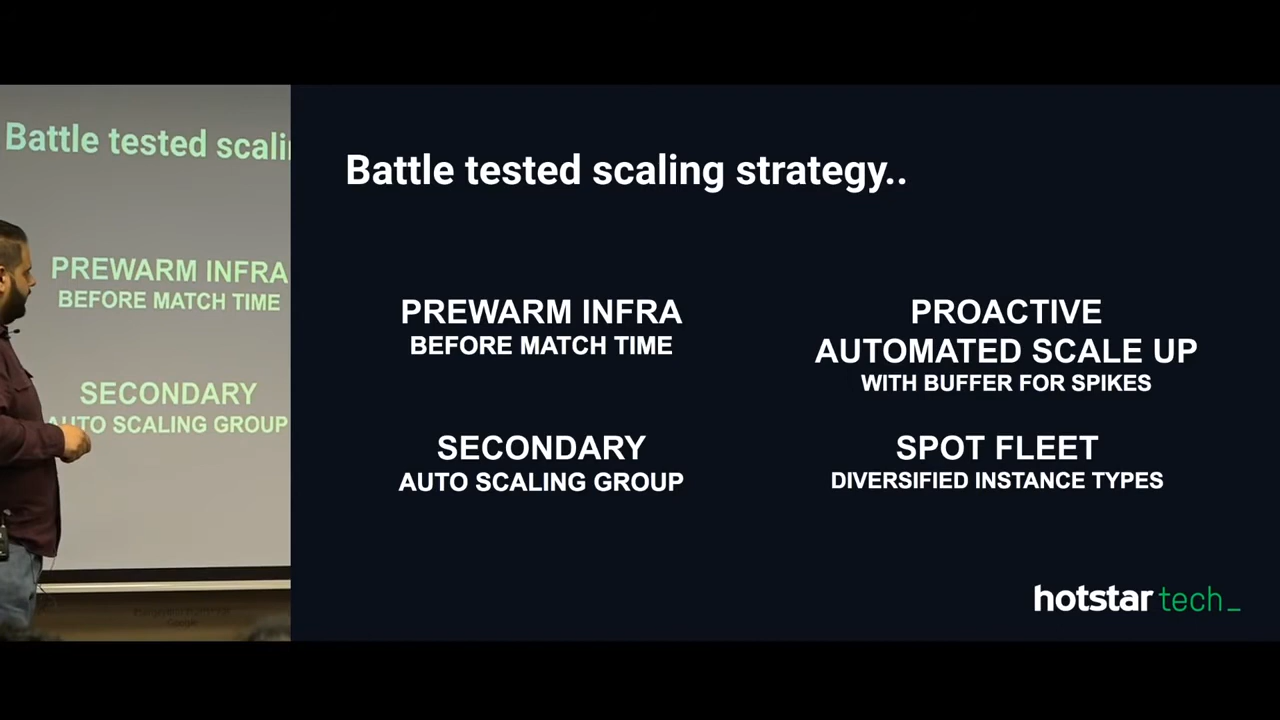 Battle tested scali
PREWARM INFRA
BEFORE MATCH TIME
SECONDARY
AUTO SCALING GROUP
Battle tested scaling strategy..
PREWARM INFRA
BEFORE MATCH TIME
PROACTIVE
AUTOMATED SCALE UP
WITH BUFFER FOR SPIKES
SECONDARY
AUTO SCALING GROUP
SPOT FLEET
DIVERSIFIED INSTANCE TYPES
hotstar tech_